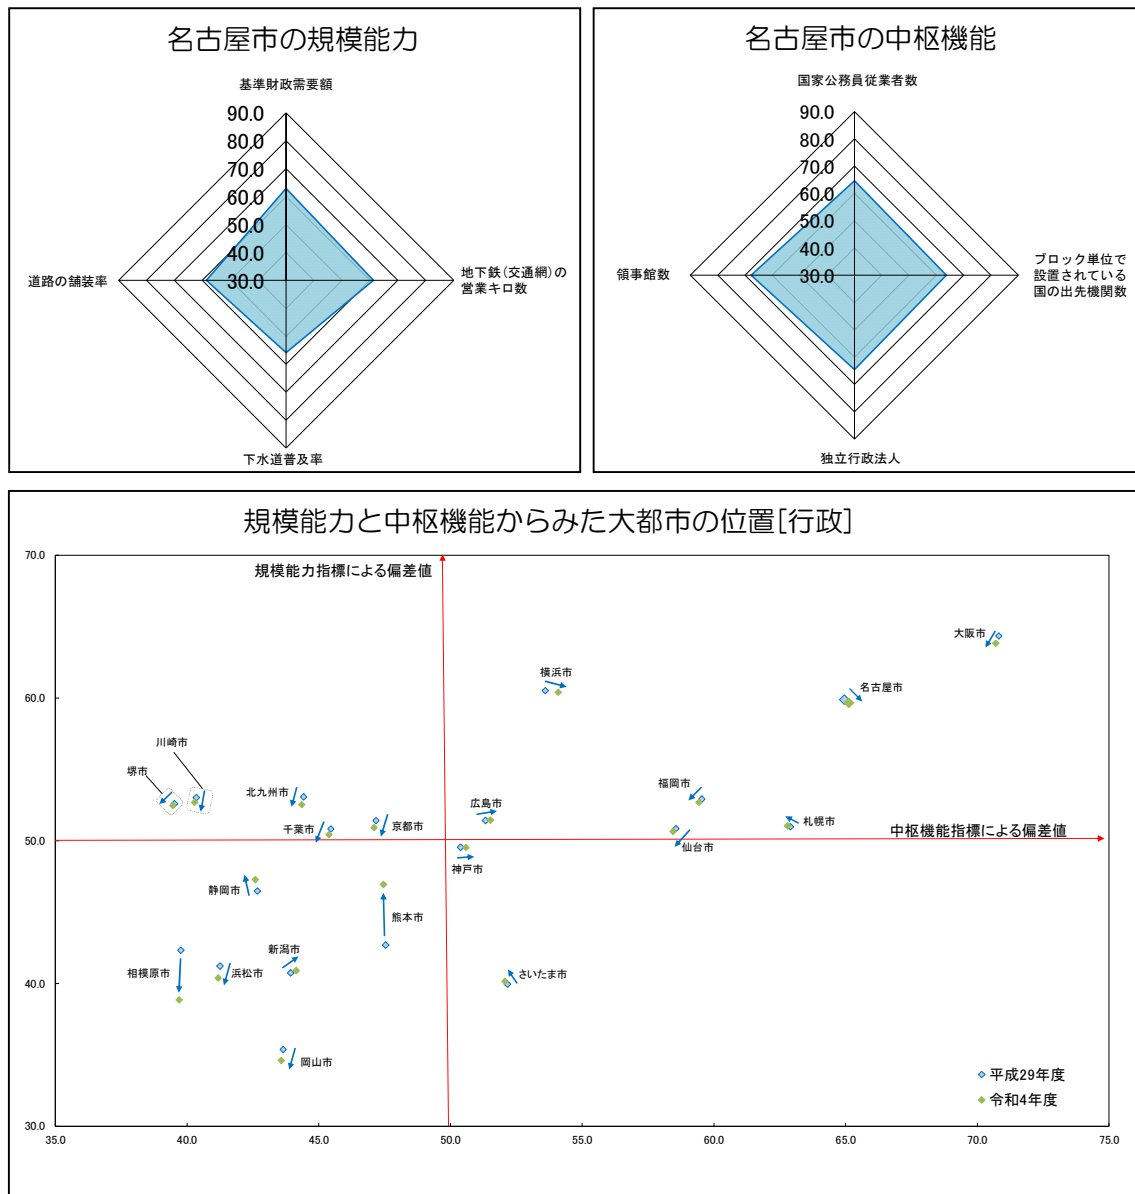 名古屋市の規模能力
基準財政需要額
90.0
80.0
70.0
60.0
50.0
40.0
30.0
道路の舗装率
地下鉄(交通網)の
営業キロ数
下水道普及率
名古屋市の中枢機能
国家公務員従業者数
90.0
80.0
70.0
60.0
50.0
40.0
30.0
領事館数
ブロック単位で
設置されている
国の出先機関数
独立行政法人
規模能力と中枢機能からみた大都市の位置[行政]
70.0
規模能力指標による偏差値
大阪市
横浜市
名古屋市
60.0
川崎市
堺市
北九州市
千葉市
京都市
広島市
福岡市
札幌市
仙台市
50.0
中枢機能指標による偏差値
神戸市
静岡市
熊本市
新潟市
相模原市
浜松市
さいたま市
40.0
岡山市
平成29年度
令和4年度
30.0
35.0 40.0 45.0 50.0 55.0 60.0 65.0 70.0 75.0